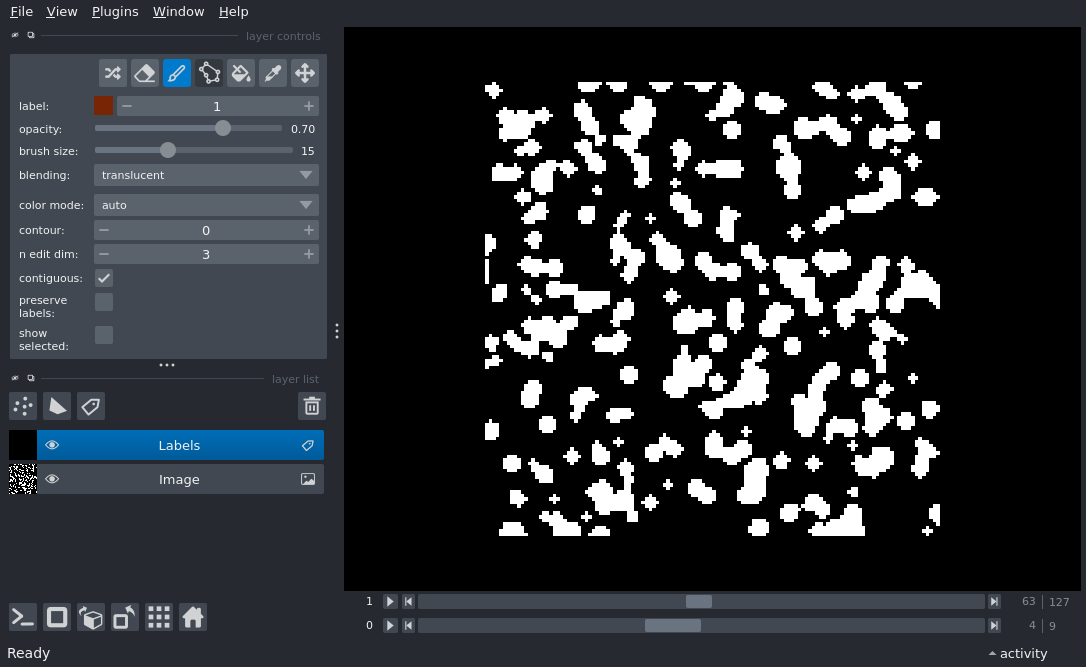 File View Plugins Window Help
layer controls
label: 1
opacity: 0.70
brush size: 15
blending: translucent
color mode: auto
contour: 0
n edit dim: 3
contiguous:
preserve
labels:
show
selected:
layer list
Labels
Image
1 63 127
0 4 9
Ready activity